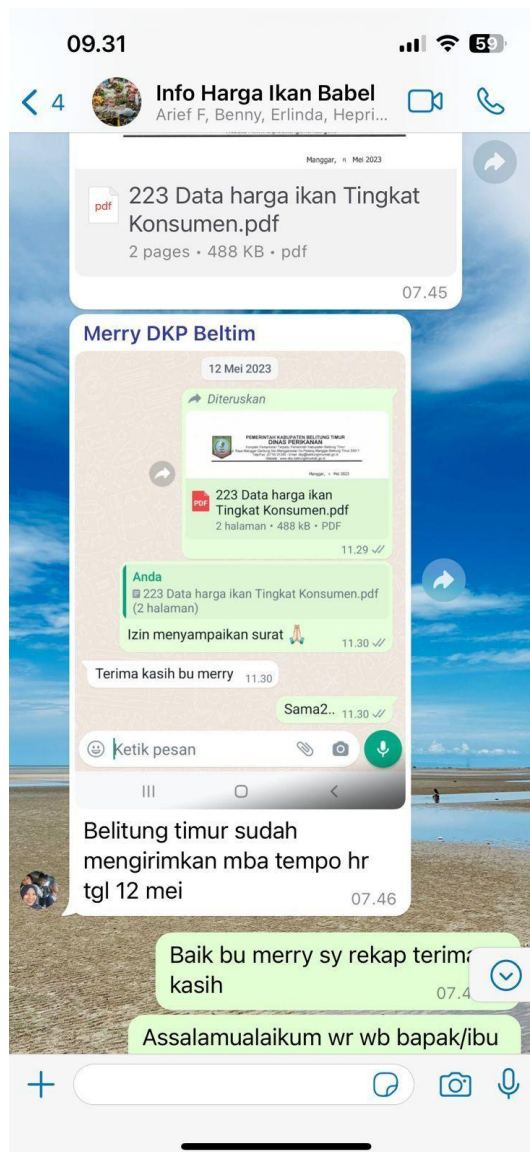 09.31
59
4
Info Harga Ikan Babel
Arief F, Benny, Erlinda, Hepri...
Manggar, Mei 2023
pdf
223 Data harga ikan Tingkat
Konsumen.pdf
2 pages • 488 KB • pdf
07.45
Merry DKP Beltim
12 Mei 2023
Diteruskan
PEMERINTAH KABUPATEN BELITUNG TIMUR
DINAS PERIKANAN
Manggar, Mei 2023
PDF
223 Data harga ikan
Tingkat Konsumen.pdf
2 halaman • 488 kB • PDF
11.29
Anda
223 Data harga ikan Tingkat Konsumen.pdf
(2 halaman)
Izin menyampaikan surat
11.30
Terima kasih bu merry 11.30
Sama2.. 11.30
Ketik pesan
Belitung timur sudah
mengirimkan mba tempo hr
tgl 12 mei
07.46
Baik bu merry sy rekap terima
kasih
07.4
Assalamualaikum wr wb bapak/ibu